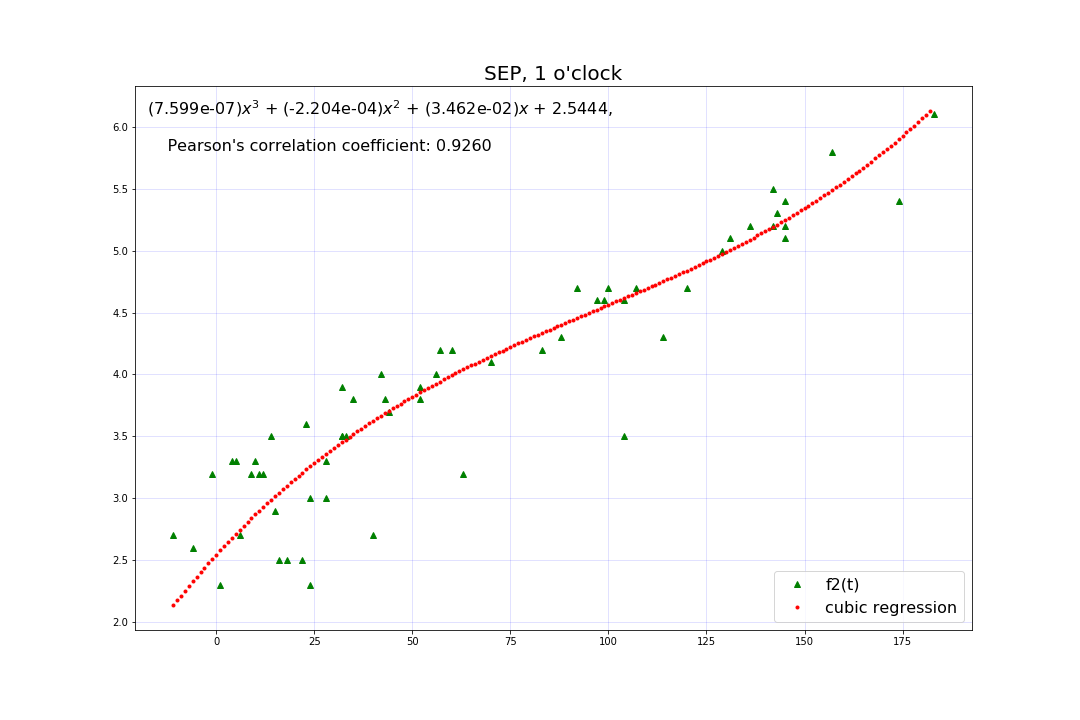 SEP, 1 o'clock
(7.599e-07)x³ + (-2.204e-04)x² + (3.462e-02)x + 2.5444,
Pearson's correlation coefficient: 0.9260
6.0
5.5
5.0
4.5
4.0
3.5
3.0
2.5
2.0
f2(t)
cubic regression
0 25 50 75 100 125 150 175